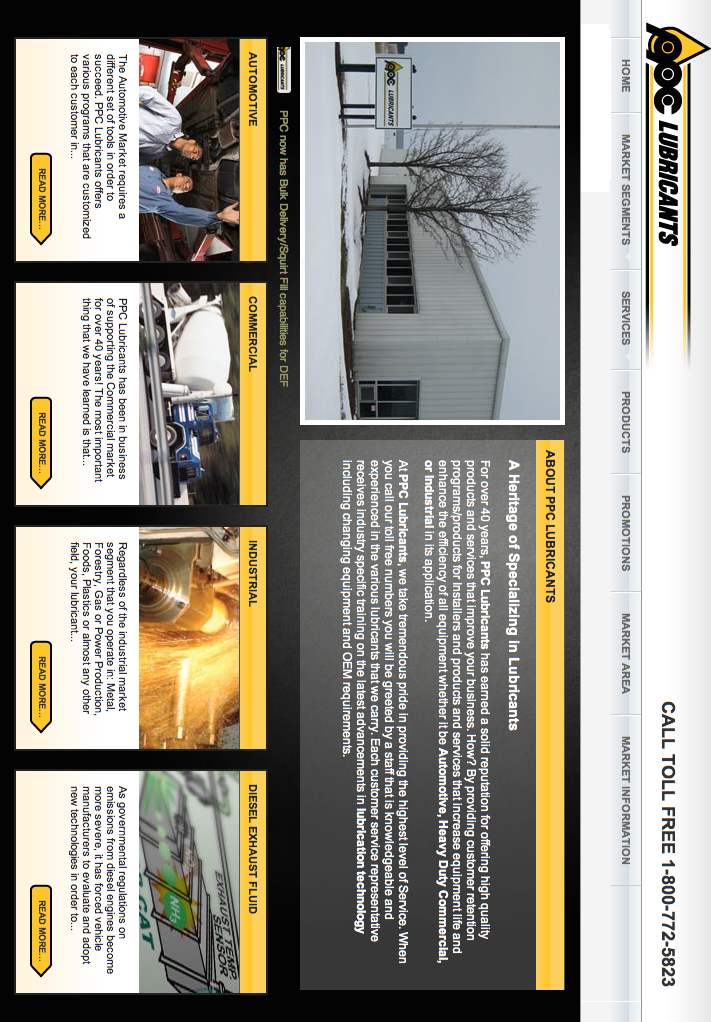 ppc LUBRICANTS
CALL TOLL FREE 1-800-772-5823
HOME
MARKET SEGMENTS
SERVICES
PRODUCTS
PROMOTIONS
MARKET AREA
MARKET INFORMATION
ppc LUBRICANTS
ABOUT PPC LUBRICANTS
A Heritage of Specializing in Lubricants
For over 40 years, PPC Lubricants has earned a solid reputation for offering high quality
products and services that improve your business. How? By providing customer retention
programs/products for installers and products and services that increase equipment life and
enhance the efficiency of all equipment whether it be Automotive, Heavy Duty Commercial,
or Industrial in its application.
At PPC Lubricants, we take tremendous pride in providing the highest level of Service. When
you call our toll free numbers you will be greeted by a staff that is knowledgeable and
experienced in the various lubricants that we carry. Each customer service representative
receives industry specific training on the latest advancements in lubrication technology
including changing equipment and OEM requirements.
ppc LUBRICANTS
PPC now has Bulk Delivery/Squirt Fill capabilities for DEF
AUTOMOTIVE
The Automotive Market requires a
different set of tools in order to
succeed. PPC Lubricants offers
various programs that are customized
to each customer in...
READ MORE...
COMMERCIAL
PPC Lubricants has been in business
of supporting the Commercial market
for over 40 years! The most important
thing that we have learned is that...
READ MORE...
INDUSTRIAL
Regardless of the industrial market
segment that you operate in: Metal,
Forestry, Gas or Power Production,
Foods, Plastics or almost any other
field, your lubricant...
READ MORE...
DIESEL EXHAUST FLUID
EXHAUST TEMP
SENSOR
NH3
CAT
As governmental regulations on
emissions from diesel engines become
more severe, it has forced vehicle
manufacturers to evaluate and adopt
new technologies in order to...
READ MORE...